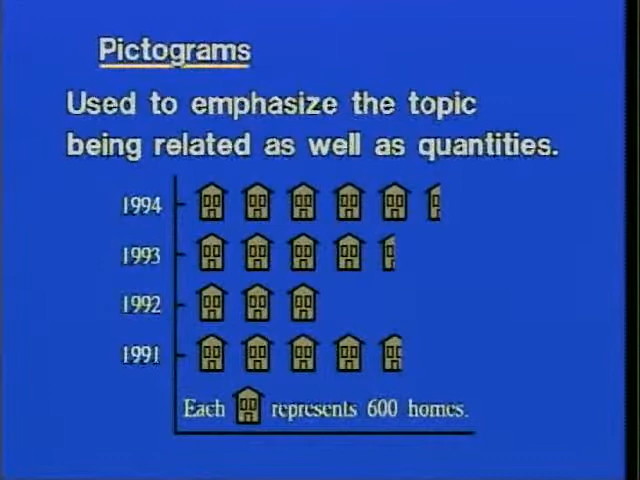 Pictograms
Used to emphasize the topic
being related as well as quantities.
1994
1993
1992
1991
Each represents 600 homes.